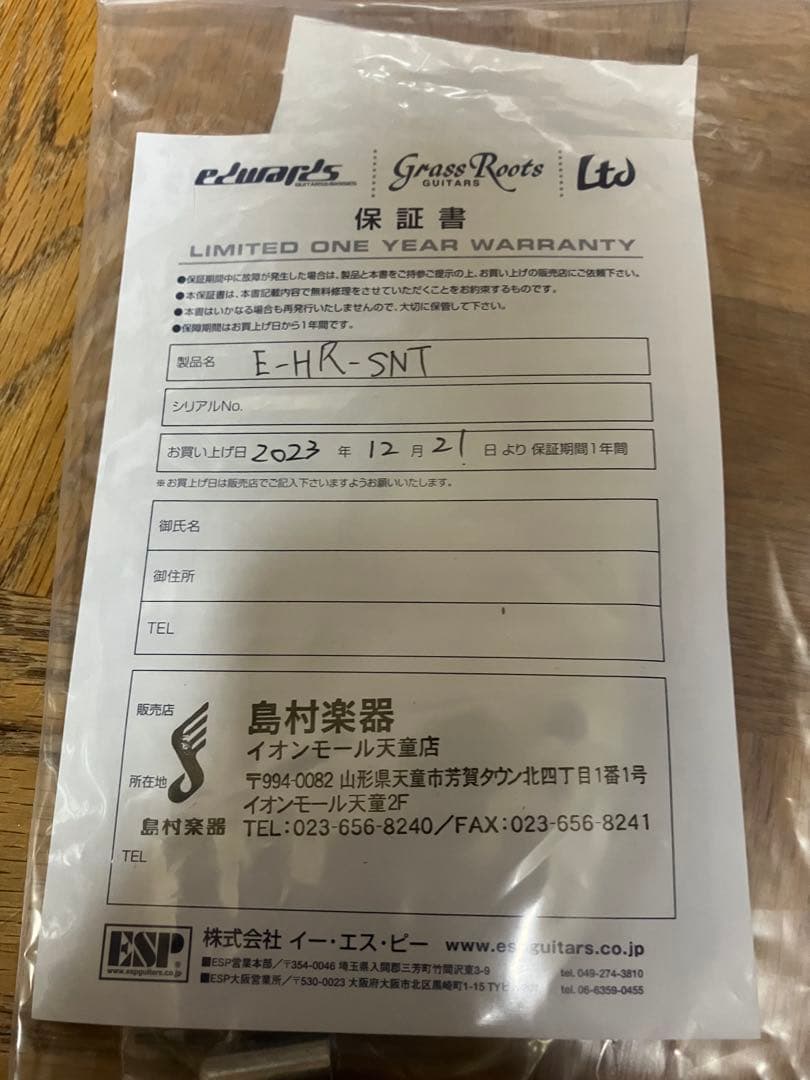 edwards
GUITARS&BASSES
Grass Roots
GUITARS
Ltd
保証書
LIMITED ONE YEAR WARRANTY
●保証期間中に故障が発生した場合は、製品と本書をご持参ご提示の上、お買い上げの販売店にご依頼下さい。
●本保証書は、本書記載内容で無料修理をさせていただくことをお約束するものです。
●本書はいかなる場合も再発行いたしませんので、大切に保管して下さい。
●保障期間はお買上げ日から1年間です。
製品名 E-HR-SNT
シリアルNo.
お買い上げ日 2023 年 12 月 21 日 より 保証期間1年間
※お買上げ日は販売店でご記入下さいますようお願いいたします。
御氏名
御住所
TEL
販売店 島村楽器
イオンモール天童店
所在地 〒994-0082 山形県天童市芳賀タウン北四丁目1番1号
イオンモール天童2F
島村楽器 TEL:023-656-8240/FAX:023-656-8241
TEL
ESP
www.espguitars.co.jp
株式会社 イー・エス・ピー www.espguitars.co.jp
■ESP営業本部/〒354-0046 埼玉県入間郡三芳町竹間沢東3-9 tel. 049-274-3810
■ESP大阪営業所/〒530-0023 大阪府大阪市北区黒崎町1-15 TY tel. 06-6359-0455